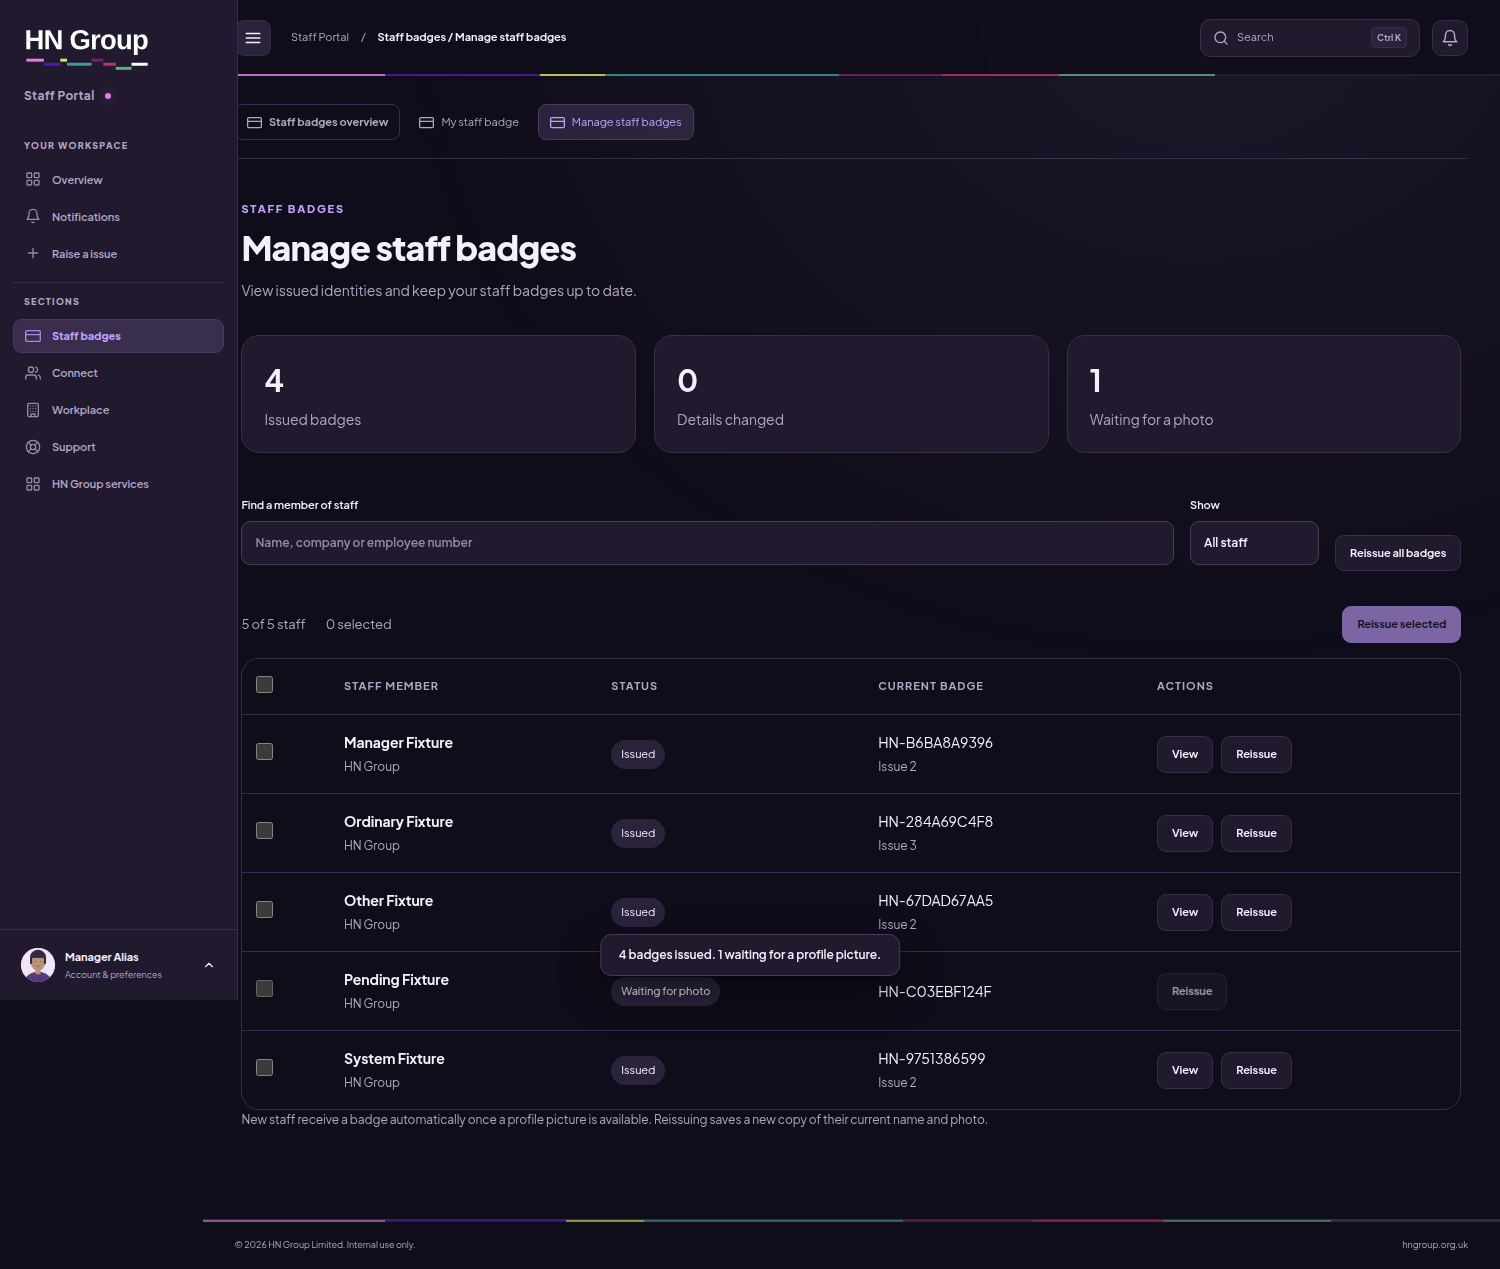 HN Group
Staff Portal
YOUR WORKSPACE
Overview
Notifications
Raise a issue
SECTIONS
Staff badges
Connect
Workplace
Support
HN Group services
Manager Alias
Account & preferences
Staff Portal / Staff badges / Manage staff badges
Search Ctrl K
Staff badges overview My staff badge Manage staff badges
STAFF BADGES
Manage staff badges
View issued identities and keep your staff badges up to date.
4
Issued badges
0
Details changed
1
Waiting for a photo
Find a member of staff
Name, company or employee number
Show
All staff
Reissue all badges
5 of 5 staff 0 selected
Reissue selected
STAFF MEMBER STATUS CURRENT BADGE ACTIONS
Manager Fixture
HN Group
Issued
HN-B6BA8A9396
Issue 2
View Reissue
Ordinary Fixture
HN Group
Issued
HN-284A69C4F8
Issue 3
View Reissue
Other Fixture
HN Group
Issued
HN-67DAD67AA5
Issue 2
View Reissue
4 badges issued. 1 waiting for a profile picture.
Pending Fixture
HN Group
Waiting for photo
HN-C03EBF124F
Reissue
System Fixture
HN Group
Issued
HN-9751386599
Issue 2
View Reissue
New staff receive a badge automatically once a profile picture is available. Reissuing saves a new copy of their current name and photo.
© 2026 HN Group Limited. Internal use only.
hngroup.org.uk